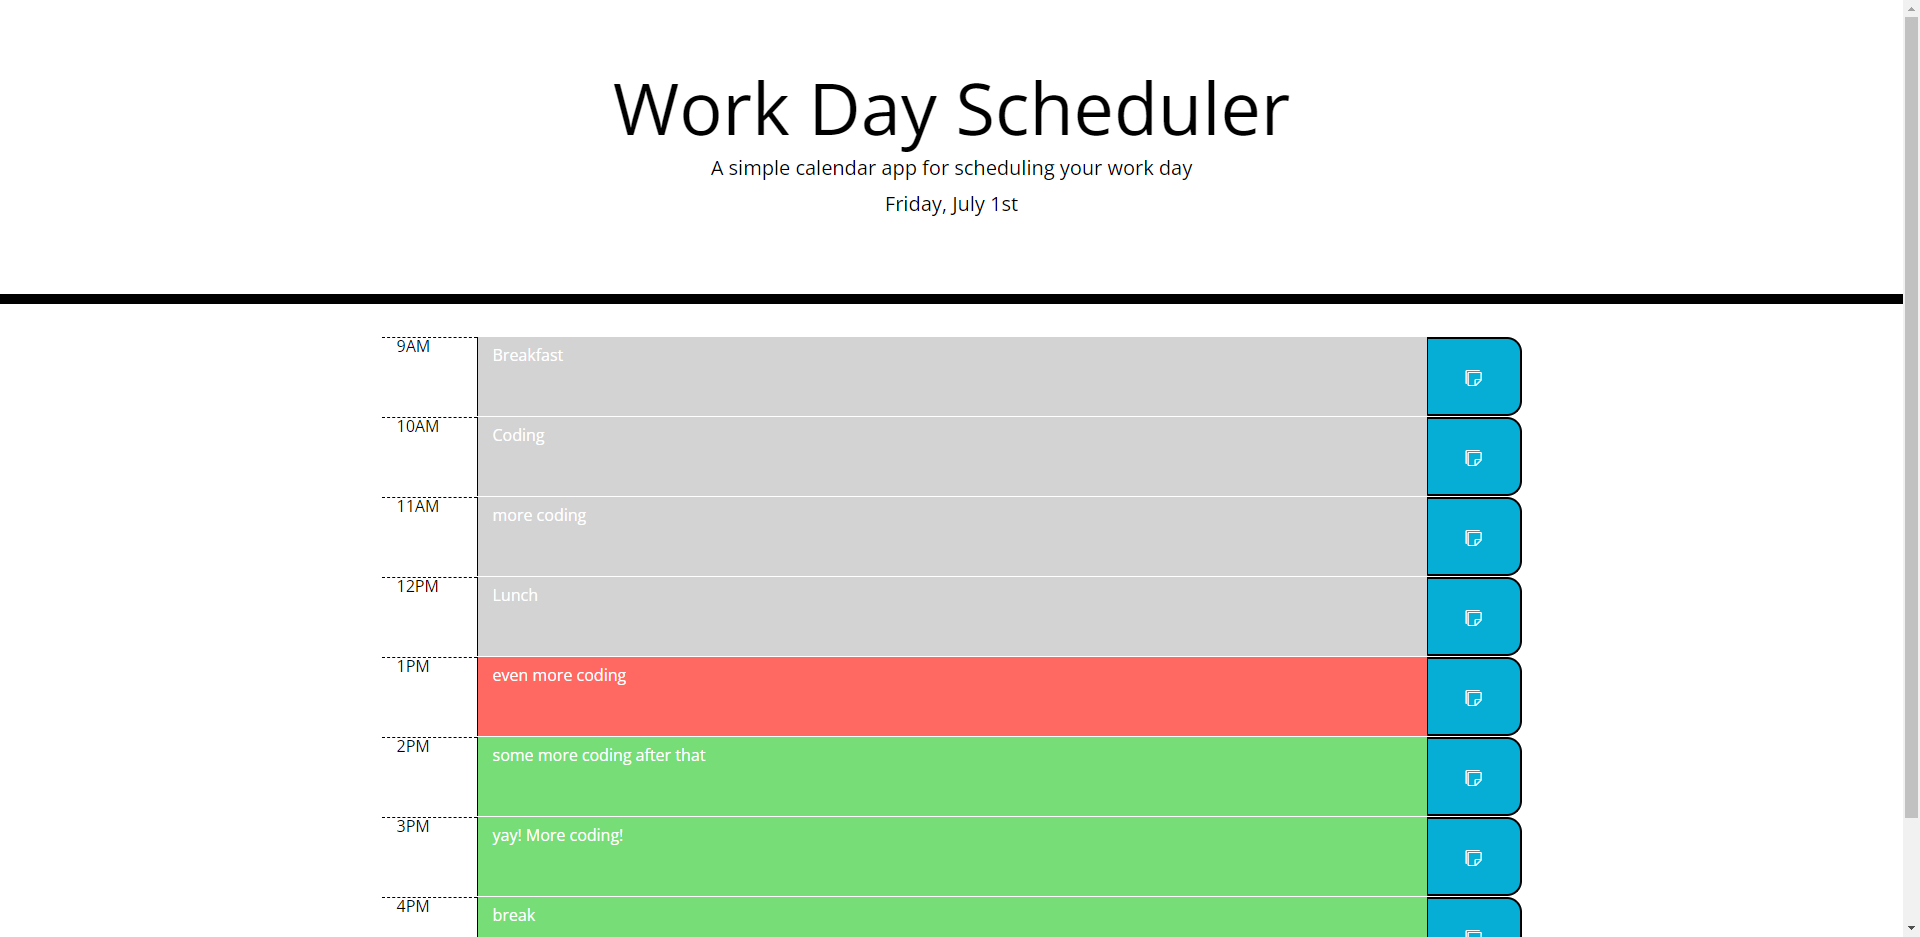 Work Day Scheduler
A simple calendar app for scheduling your work day
Friday, July 1st
9AM
Breakfast
10AM
Coding
11AM
more coding
12PM
Lunch
1PM
even more coding
2PM
some more coding after that
3PM
yay! More coding!
4PM
break